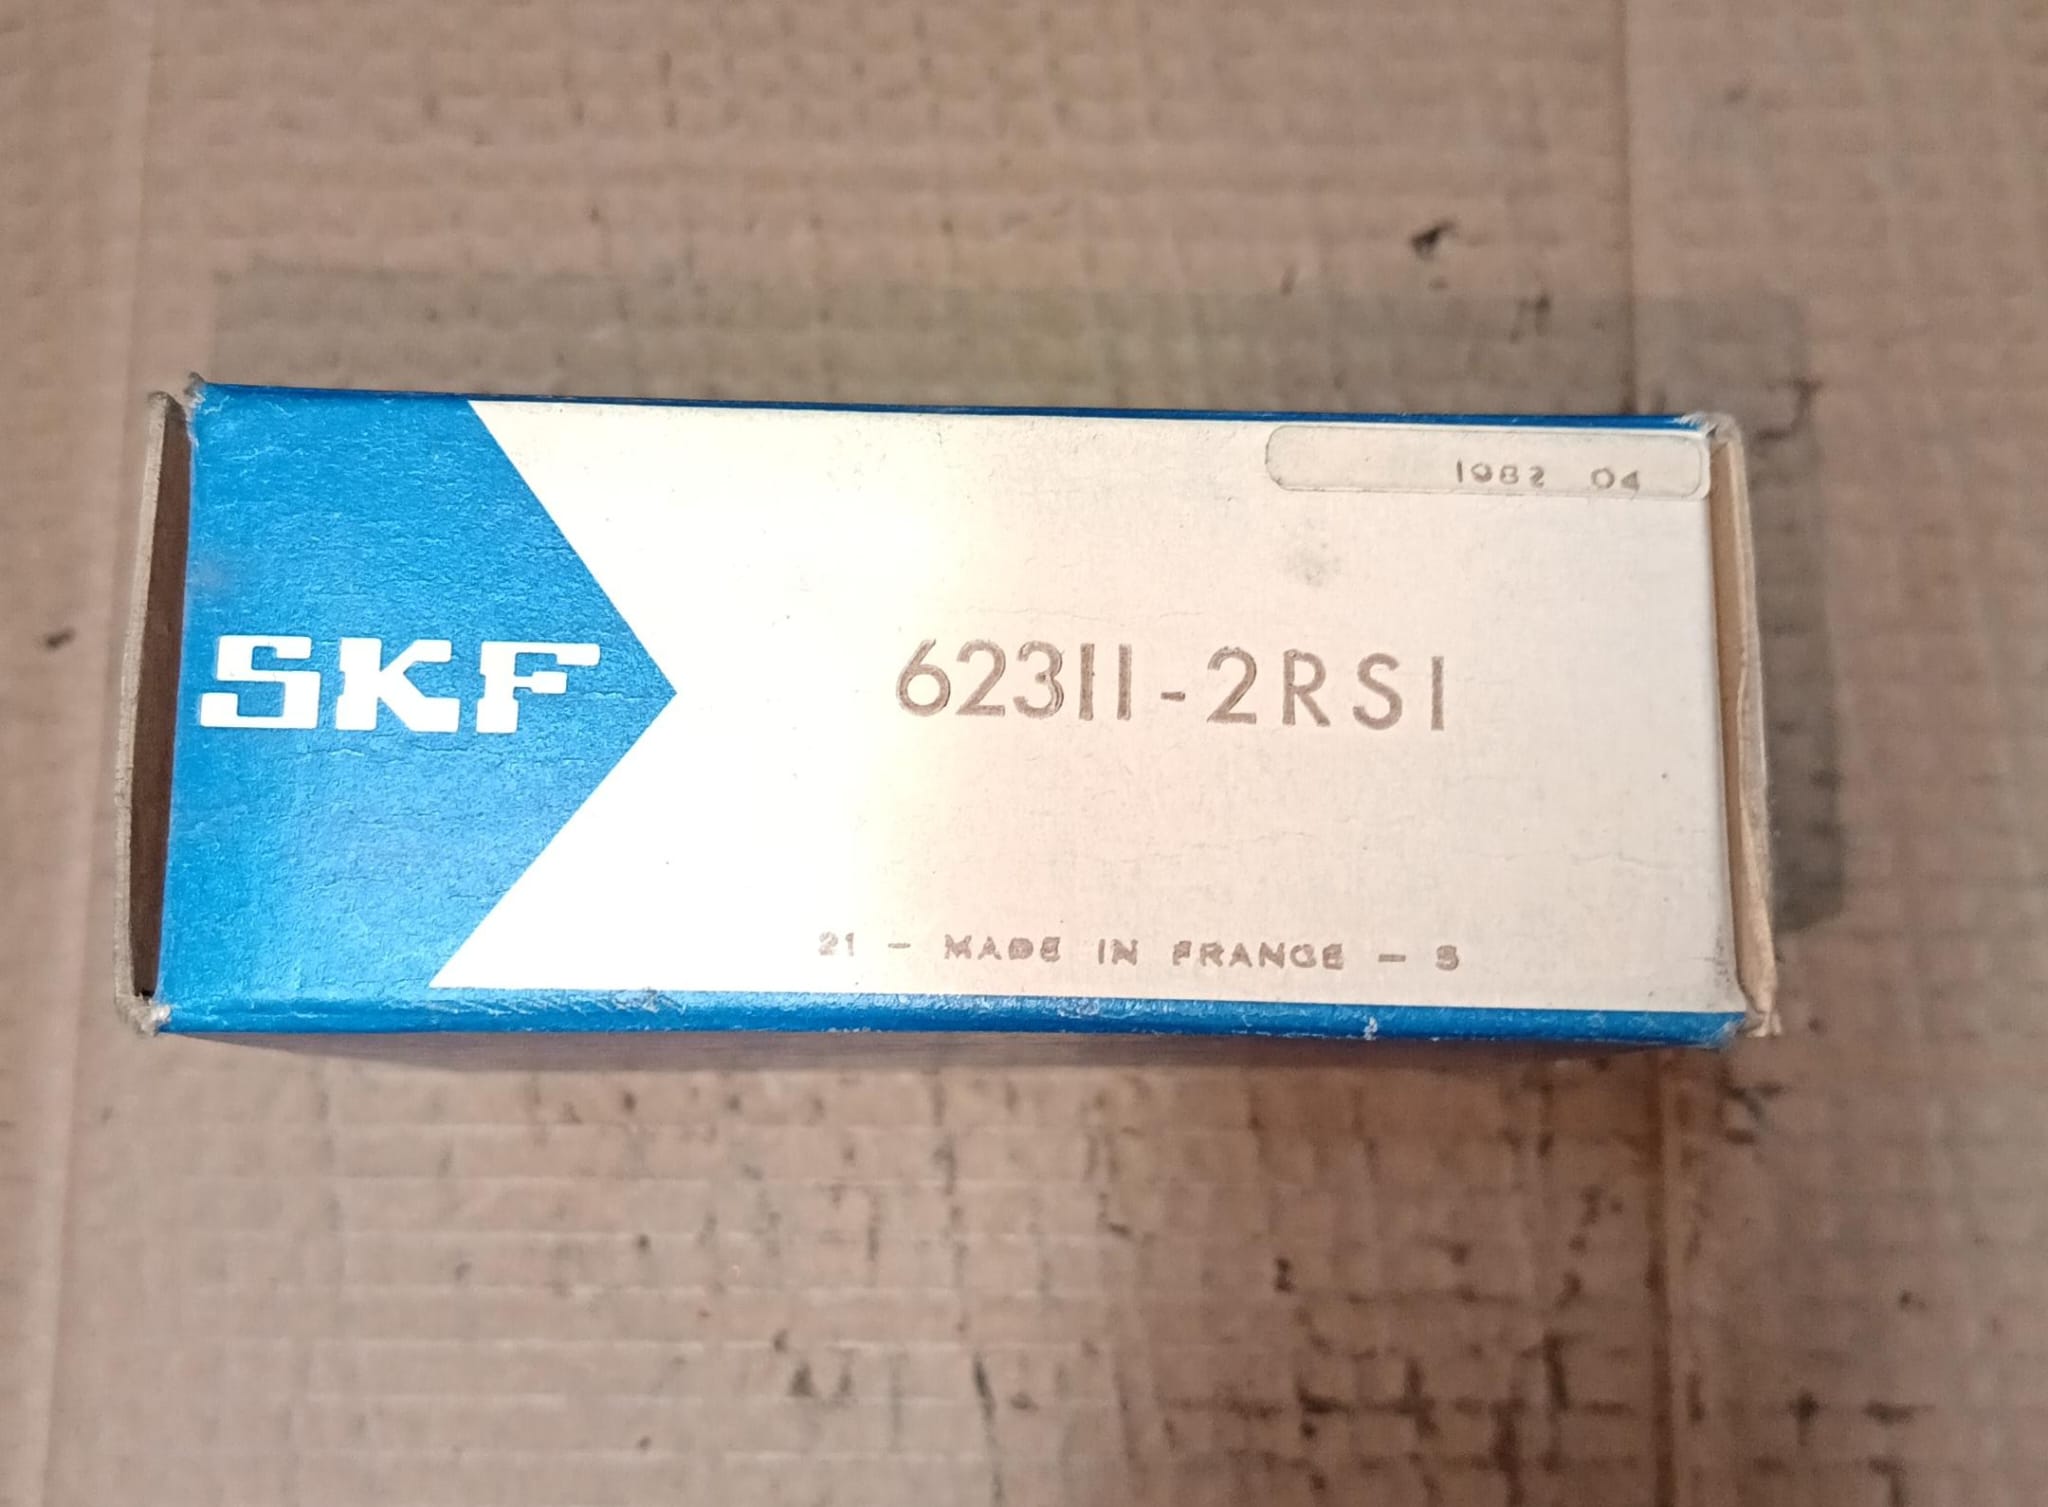 1982 04
SKF
62311-2RS1
21 - MADE IN FRANCE - S